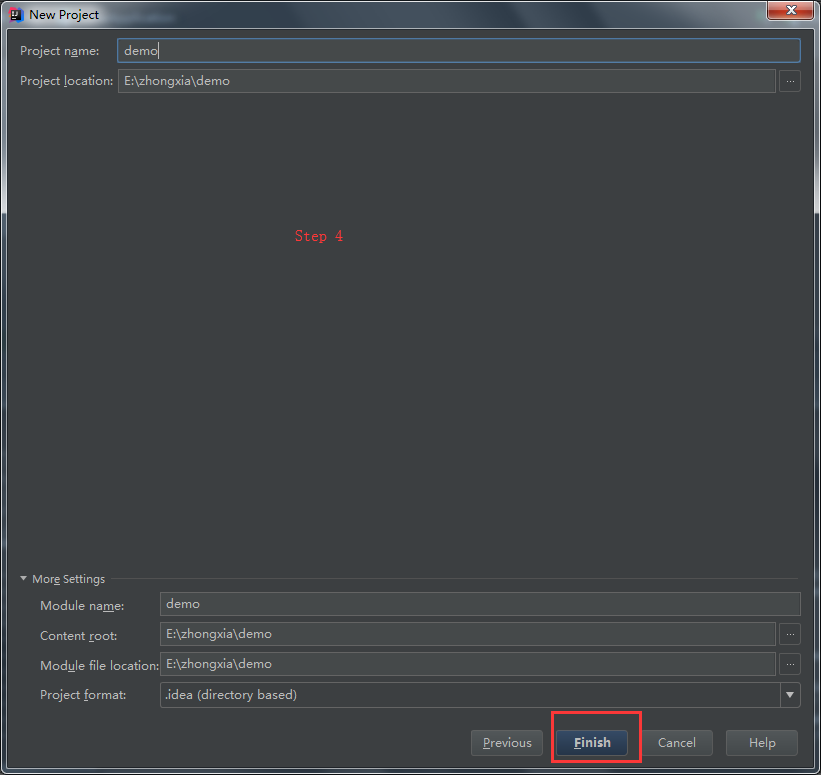 New Project
Project name: demo
Project location: E:\zhongxia\demo ...
Step 4
More Settings
Module name: demo
Content root: E:\zhongxia\demo ...
Module file location: E:\zhongxia\demo ...
Project format: .idea (directory based)
Previous Finish Cancel Help